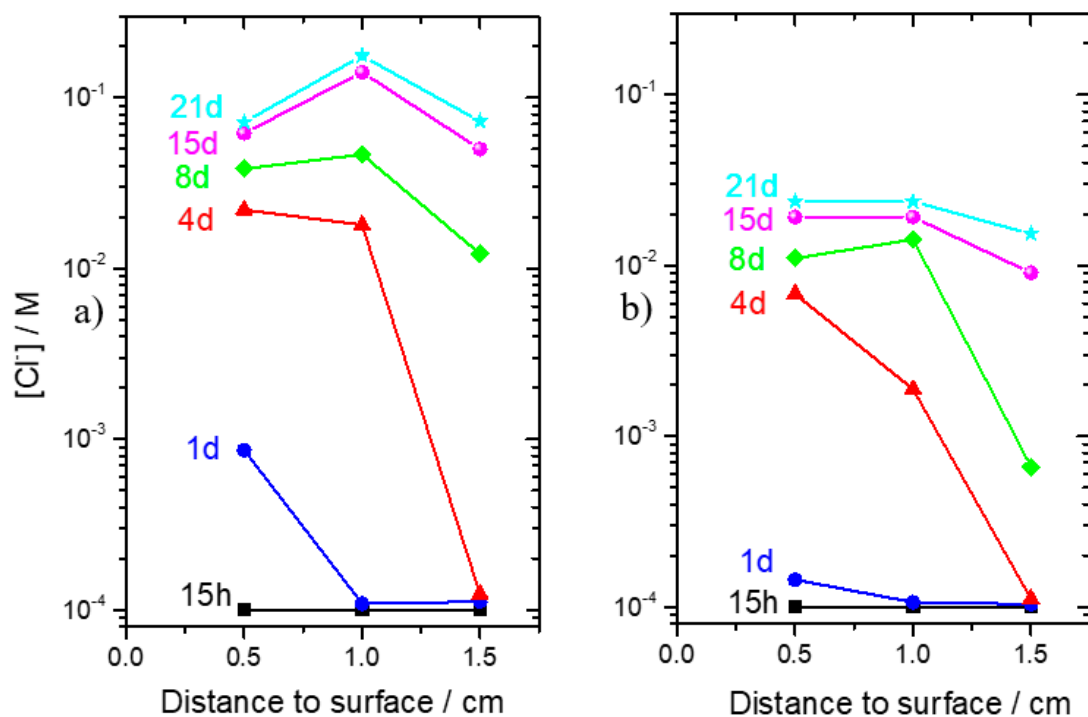 a)
[Cl⁻] / M
10⁻¹
10⁻²
10⁻³
10⁻⁴
21d
15d
8d
4d
1d
15h
0.0 0.5 1.0 1.5
Distance to surface / cm
b)
10⁻¹
10⁻²
10⁻³
10⁻⁴
21d
15d
8d
4d
1d
15h
0.0 0.5 1.0 1.5
Distance to surface / cm